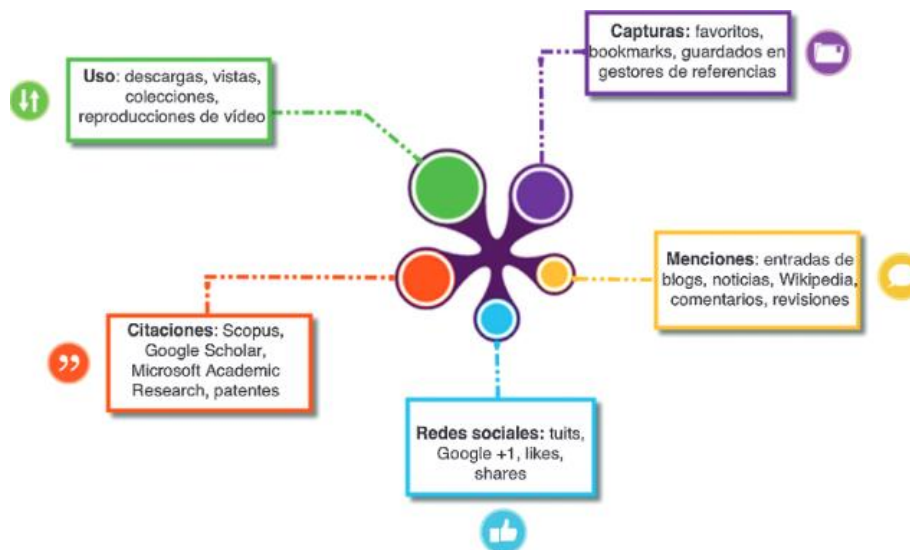 Uso: descargas, vistas,
colecciones,
reproducciones de vídeo
Capturas: favoritos,
bookmarks, guardados en
gestores de referencias
Menciones: entradas de
blogs, noticias, Wikipedia,
comentarios, revisiones
Citaciones: Scopus,
Google Scholar,
Microsoft Academic
Research, patentes
Redes sociales: tuits,
Google +1, likes,
shares